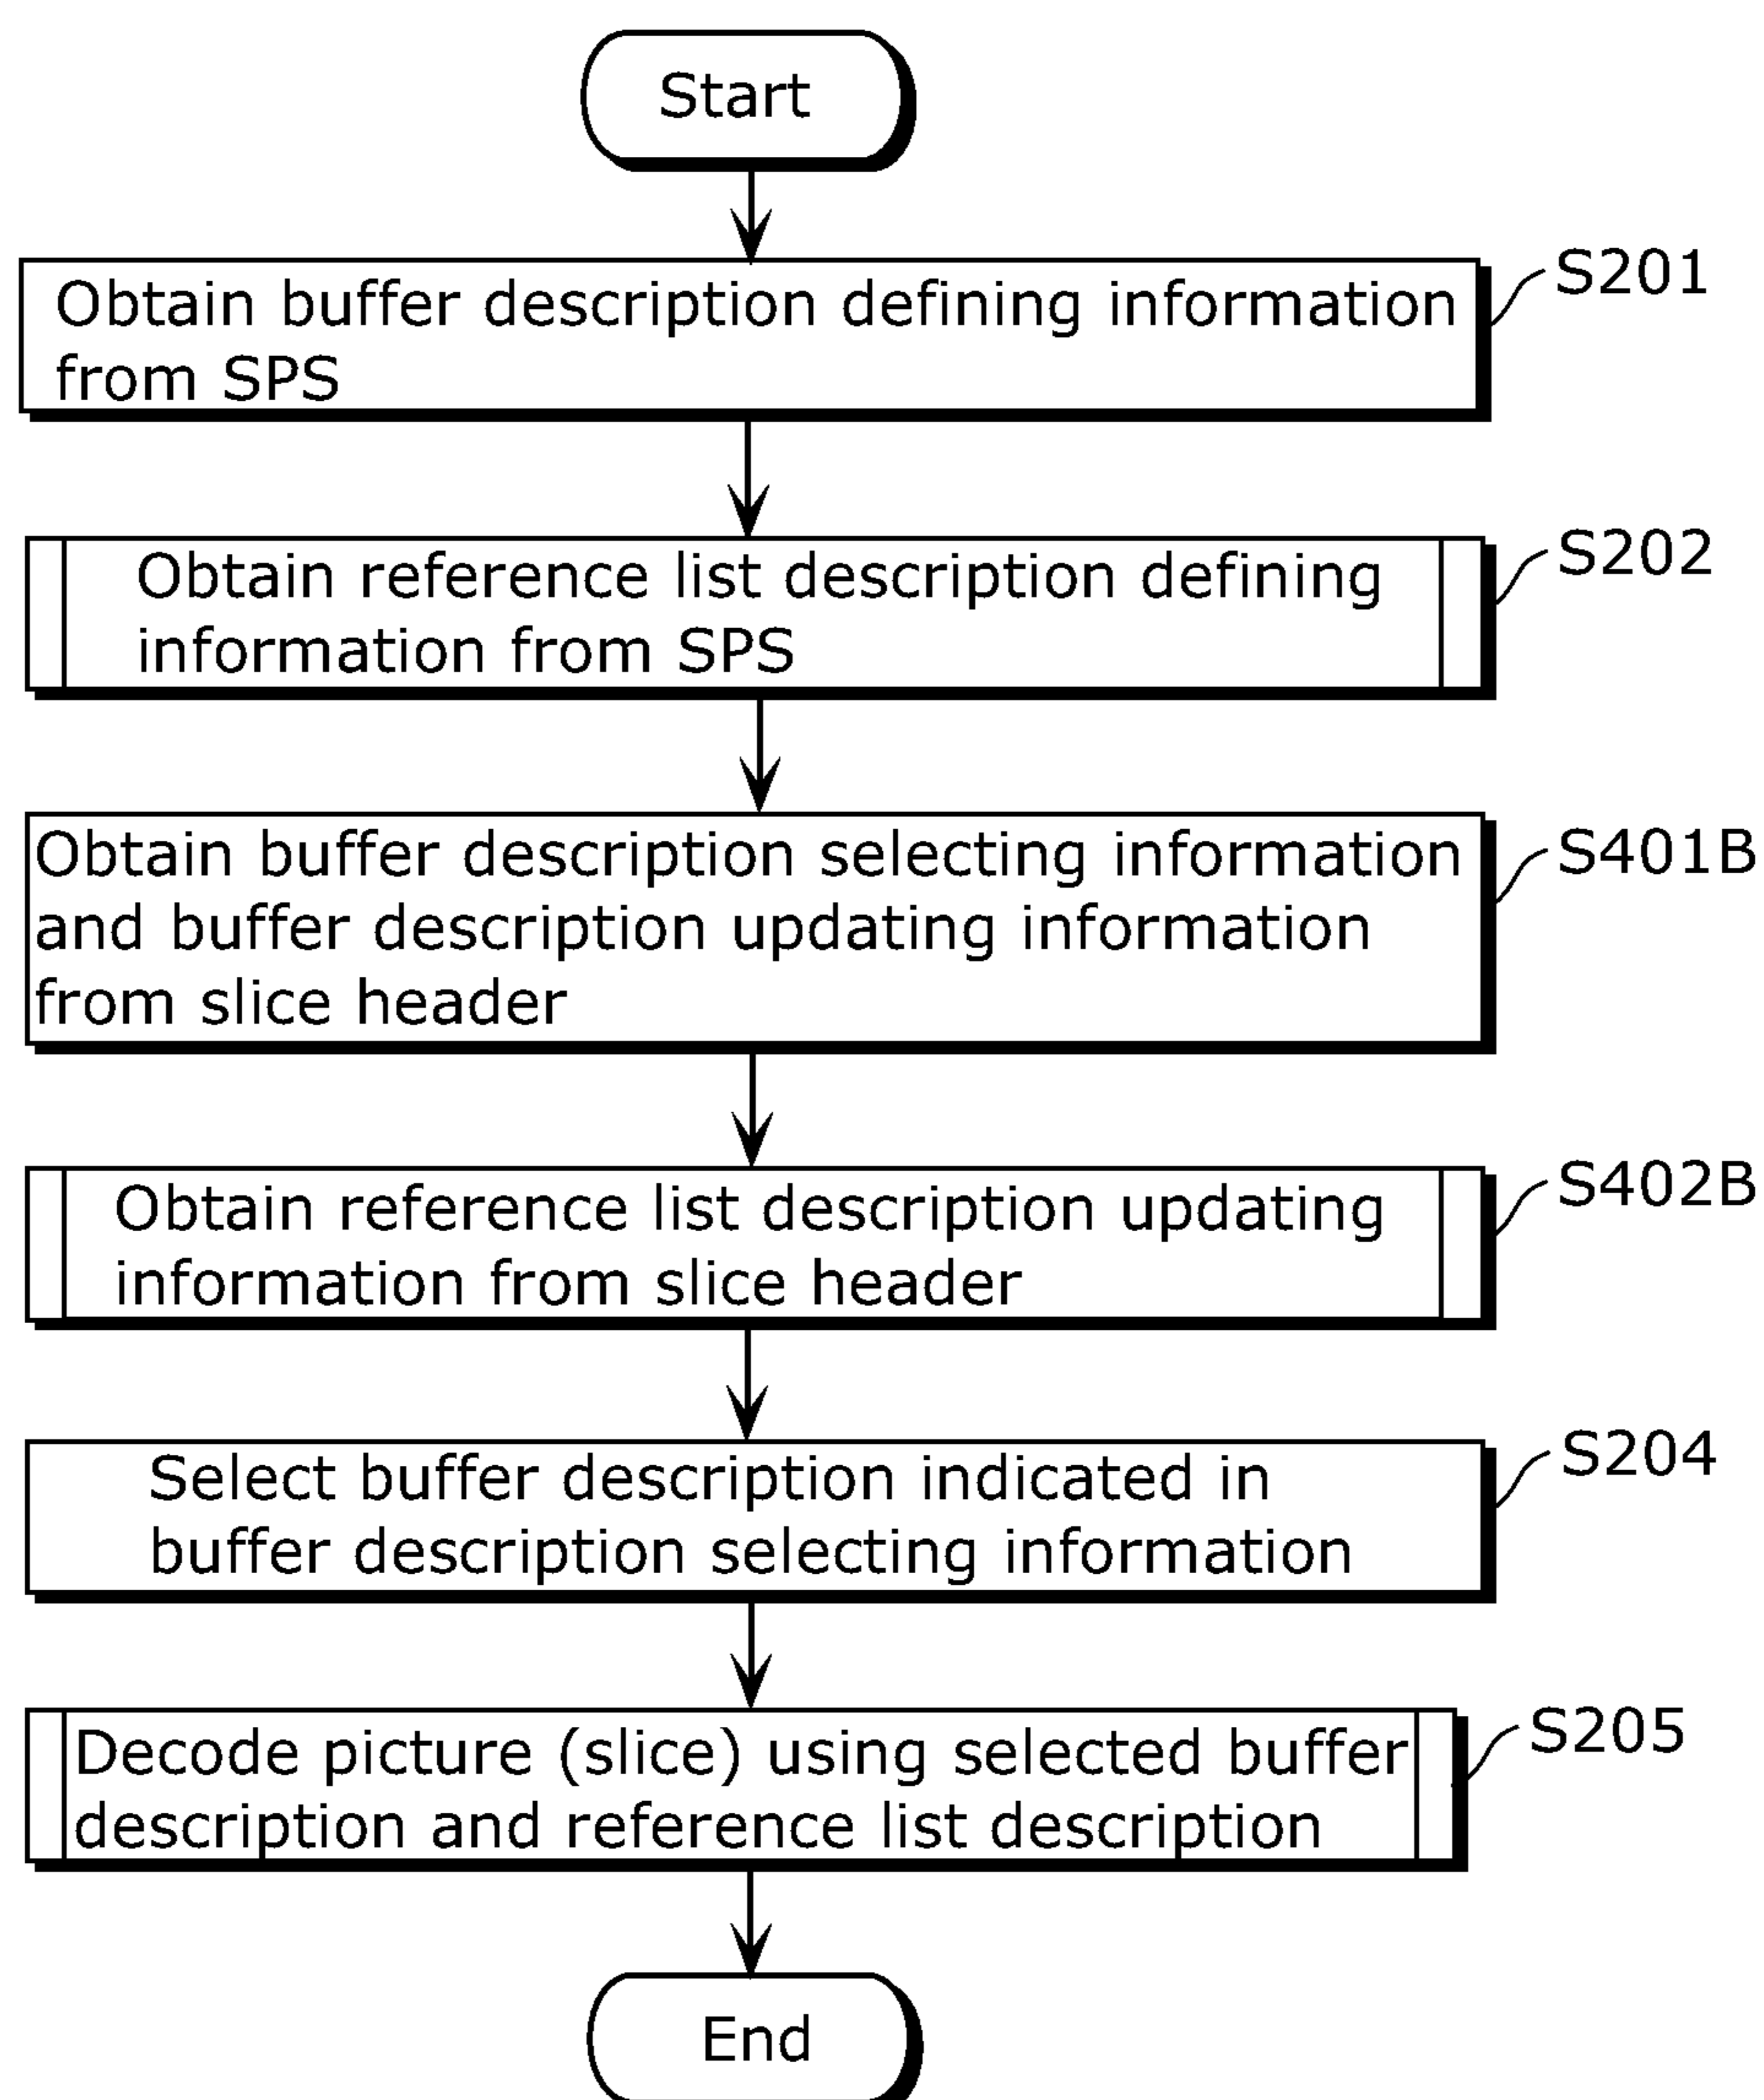 Start
Obtain buffer description defining information
from SPS
S201
Obtain reference list description defining
information from SPS
S202
Obtain buffer description selecting information
and buffer description updating information
from slice header
S401B
Obtain reference list description updating
information from slice header
S402B
Select buffer description indicated in
buffer description selecting information
S204
Decode picture (slice) using selected buffer
description and reference list description
S205
End